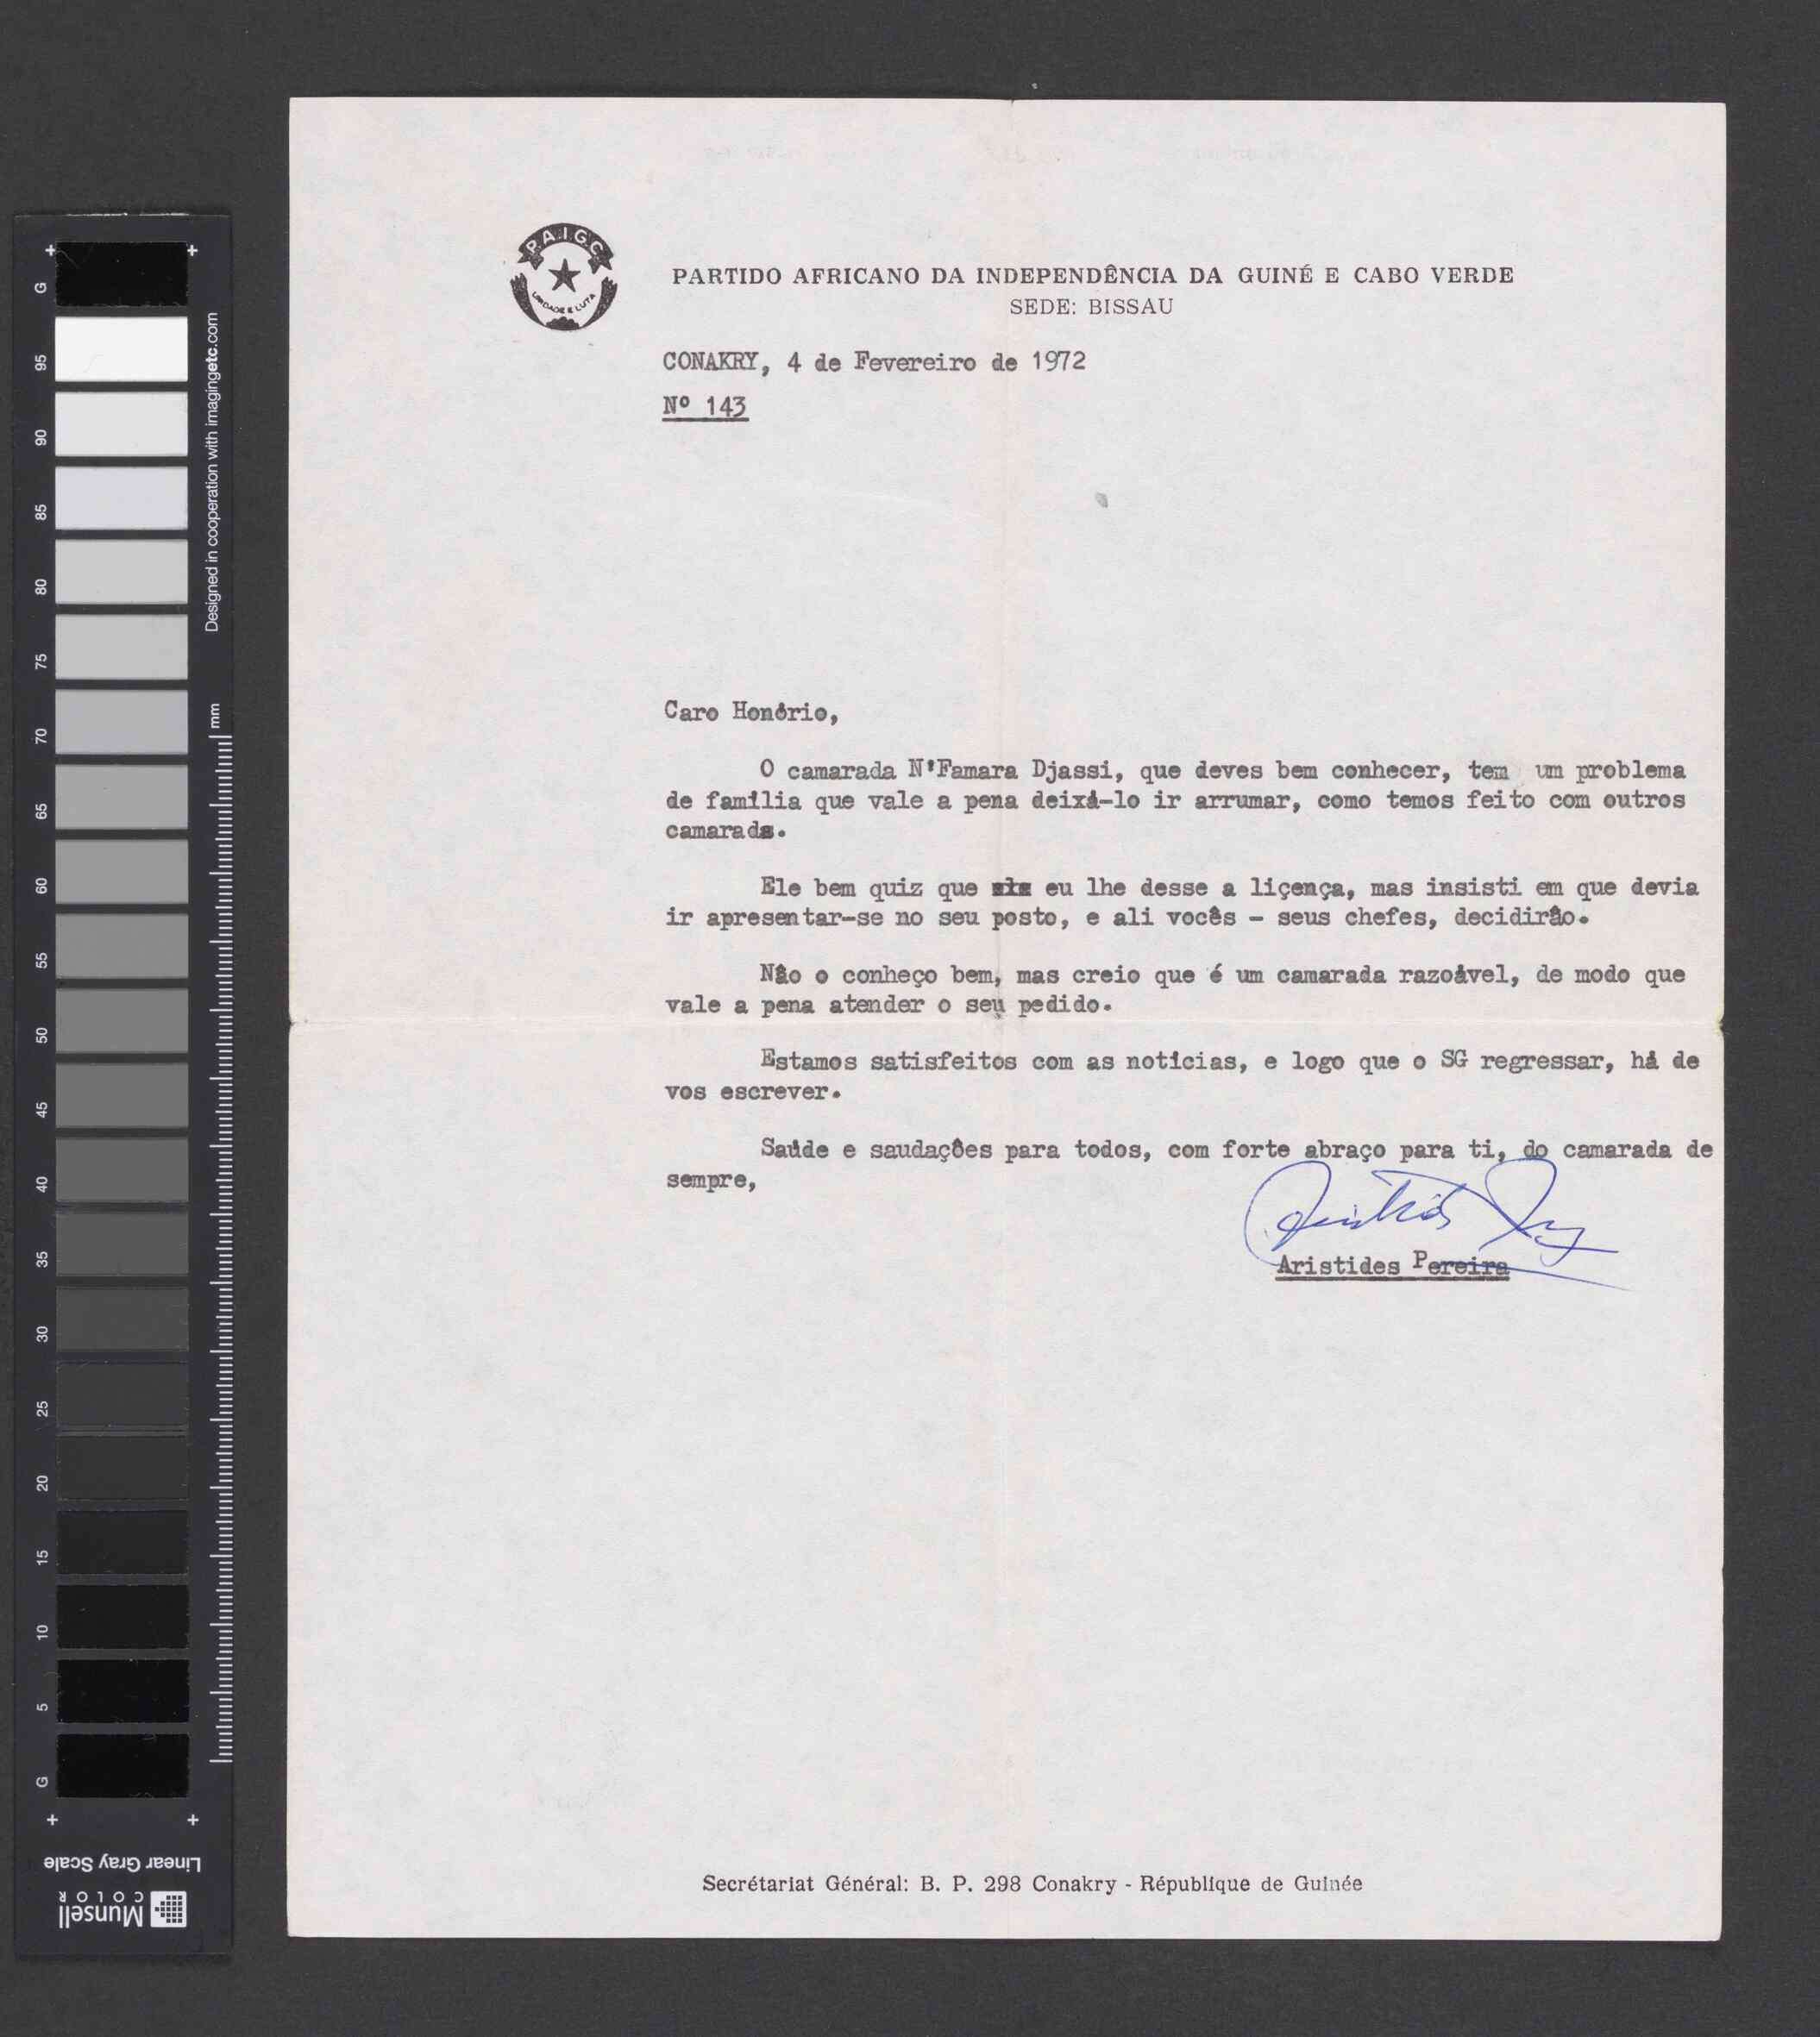 P.A.I.G.C.
UNIDADE E LUTA
PARTIDO AFRICANO DA INDEPENDÊNCIA DA GUINÉ E CABO VERDE
SEDE: BISSAU
CONAKRY, 4 de Fevereiro de 1972
Nº 143
Caro Honório,
O camarada N'Famara Djassi, que deves bem conhecer, tem um problema
de familia que vale a pena deixá-lo ir arrumar, como temos feito com outros
camarads.
Ele bem quiz que eu lhe desse a liçença, mas insisti em que devia
ir apresentar-se no seu posto, e ali vocês - seus chefes, decidirão.
Não o conheço bem, mas creio que é um camarada razoável, de modo que
vale a pena atender o seu pedido.
Estamos satisfeitos com as noticias, e logo que o SG regressar, há de
vos escrever.
Saúde e saudações para todos, com forte abraço para ti, do camarada de
sempre,
Aristides Pereira
Secrétariat Général: B. P. 298 Conakry - République de Guinée
G
95
90
85
80
75
70
65
60
55
50
45
40
35
30
25
20
15
10
5
G
Designed in cooperation with imagingetc.com
mm
Linear Gray Scale
Munsell
COLOR